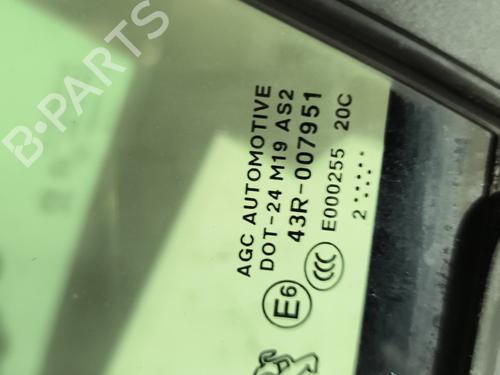 B-PARTS
AGC AUTOMOTIVE
DOT-24 M19 AS2
43R-007951
E000255 20C
2.....
E6
CCC